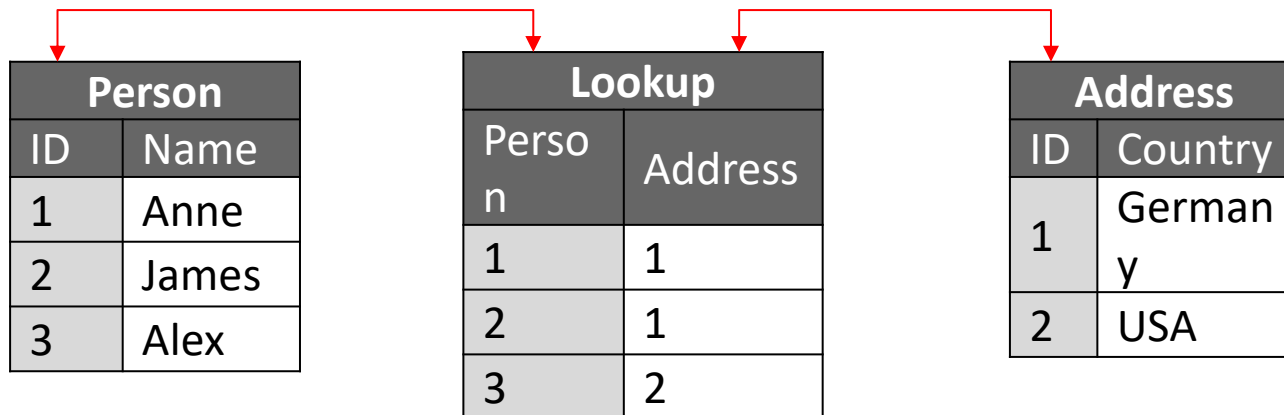 Person
ID Name
1 Anne
2 James
3 Alex
Lookup
Perso
n
Address
1 1
2 1
3 2
Address
ID Country
1
German
y
2 USA